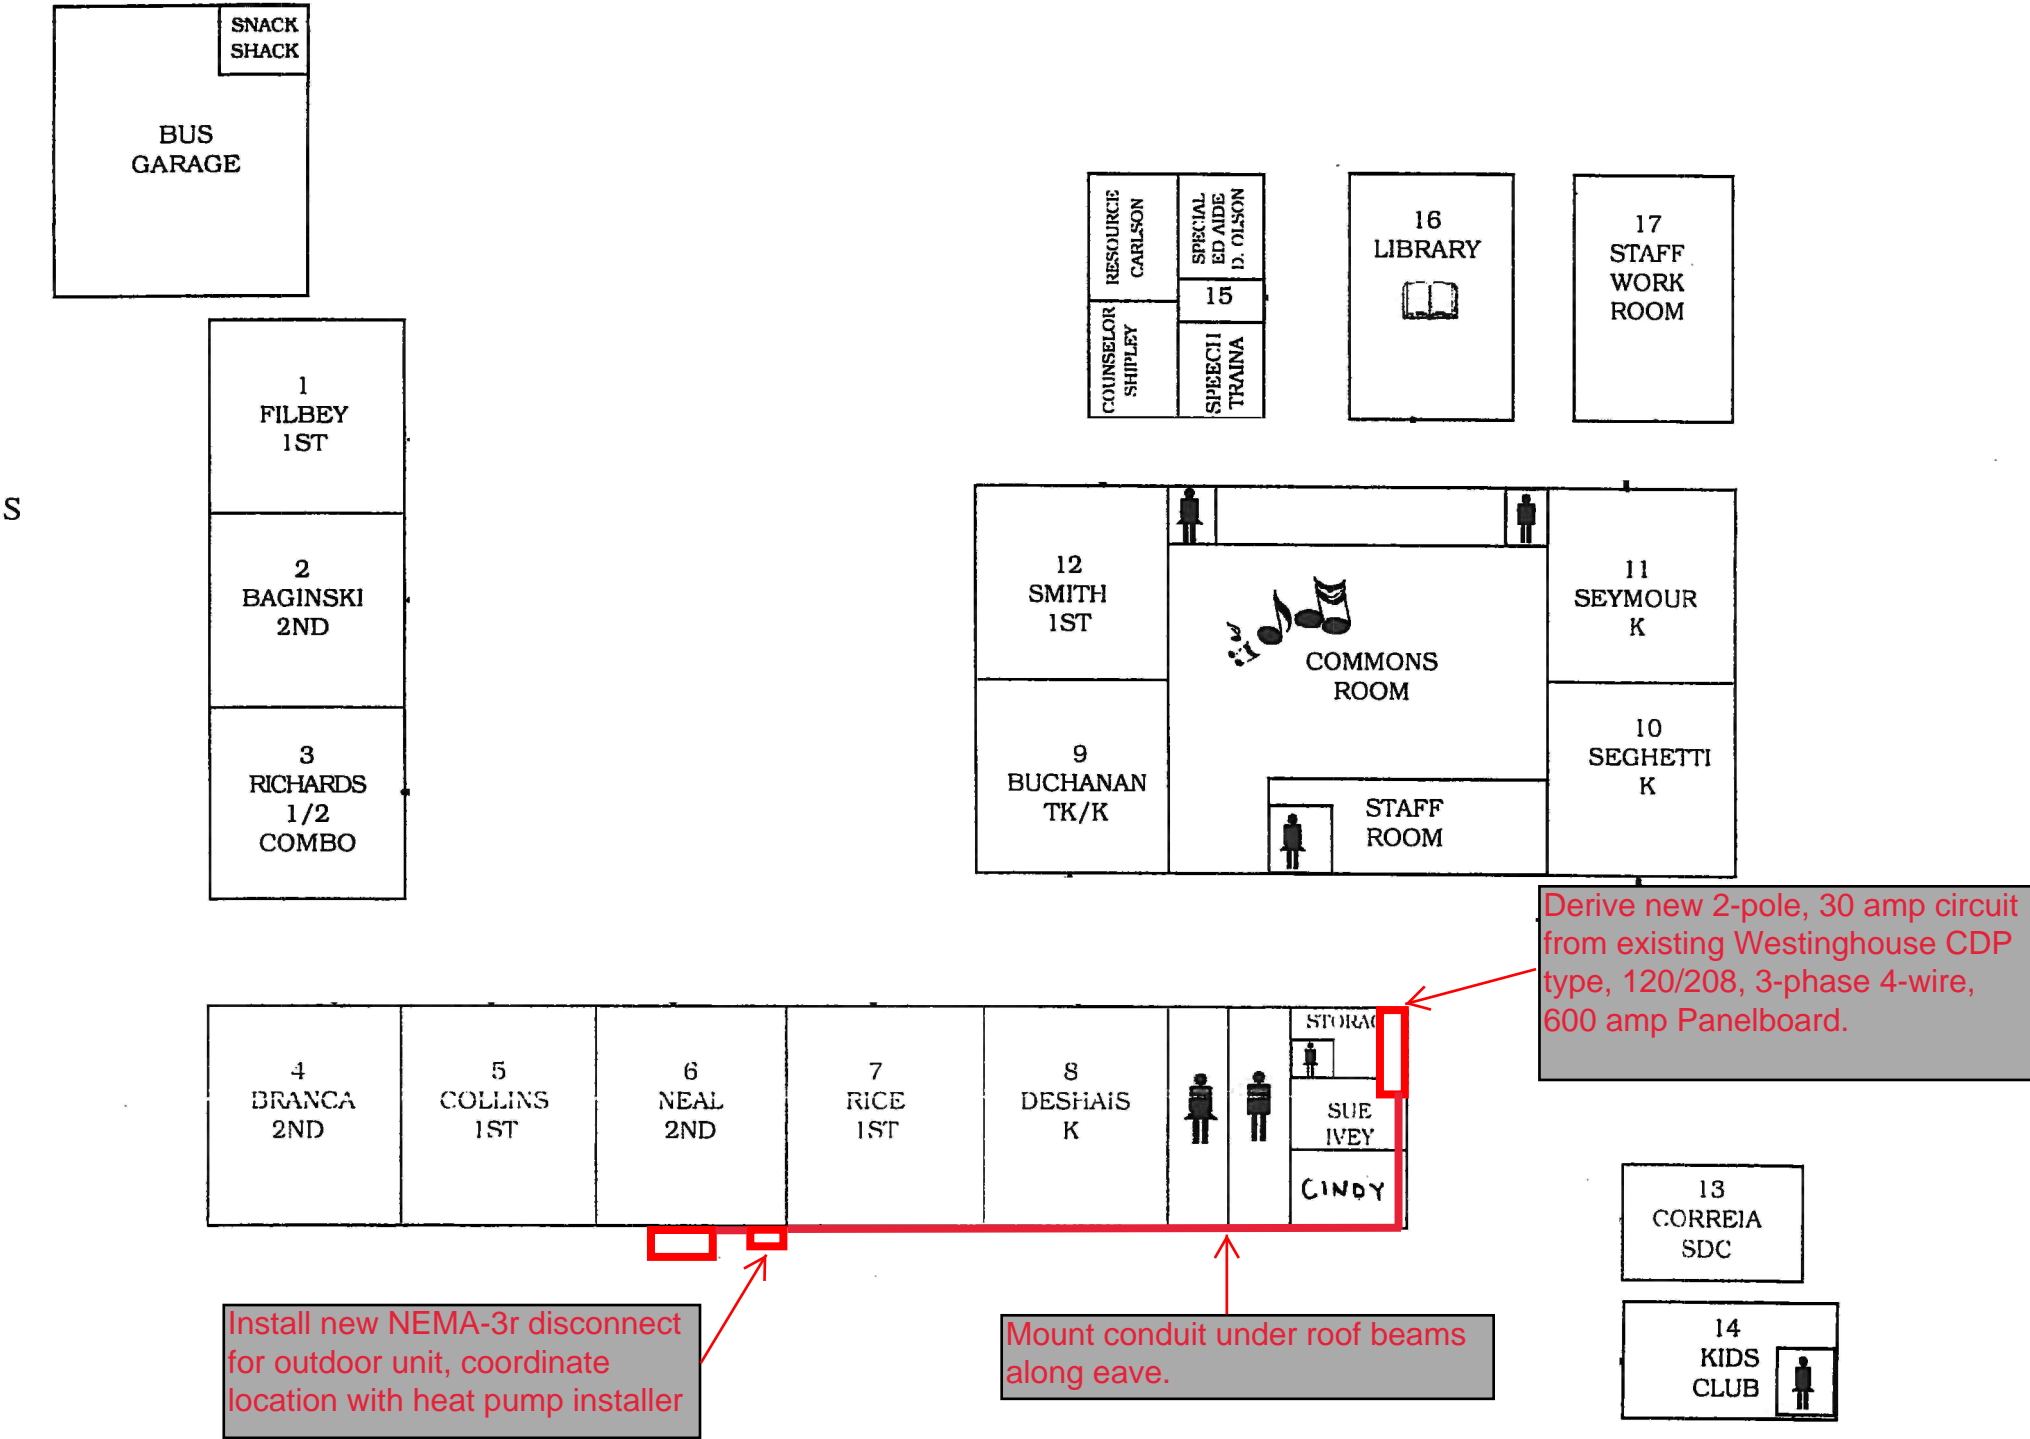 SNACK
SHACK
BUS
GARAGE
RESOURCE
CARLSON
SPECIAL
ED AIDE
D. OLSON
15
COUNSELOR
SHIPLEY
SPEECH
TRAINA
16
LIBRARY
17
STAFF
WORK
ROOM
1
FILBEY
1ST
S
2
BAGINSKI
2ND
3
RICHARDS
1/2
COMBO
12
SMITH
1ST
COMMONS
ROOM
11
SEYMOUR
K
9
BUCHANAN
TK/K
STAFF
ROOM
10
SEGHETTI
K
Derive new 2-pole, 30 amp circuit
from existing Westinghouse CDP
type, 120/208, 3-phase 4-wire,
600 amp Panelboard.
4
BRANCA
2ND
5
COLLINS
1ST
6
NEAL
2ND
7
RICE
1ST
8
DESHAIS
K
STORAG
SUE
IVEY
CINDY
13
CORREIA
SDC
14
KIDS
CLUB
Install new NEMA-3r disconnect
for outdoor unit, coordinate
location with heat pump installer
Mount conduit under roof beams
along eave.